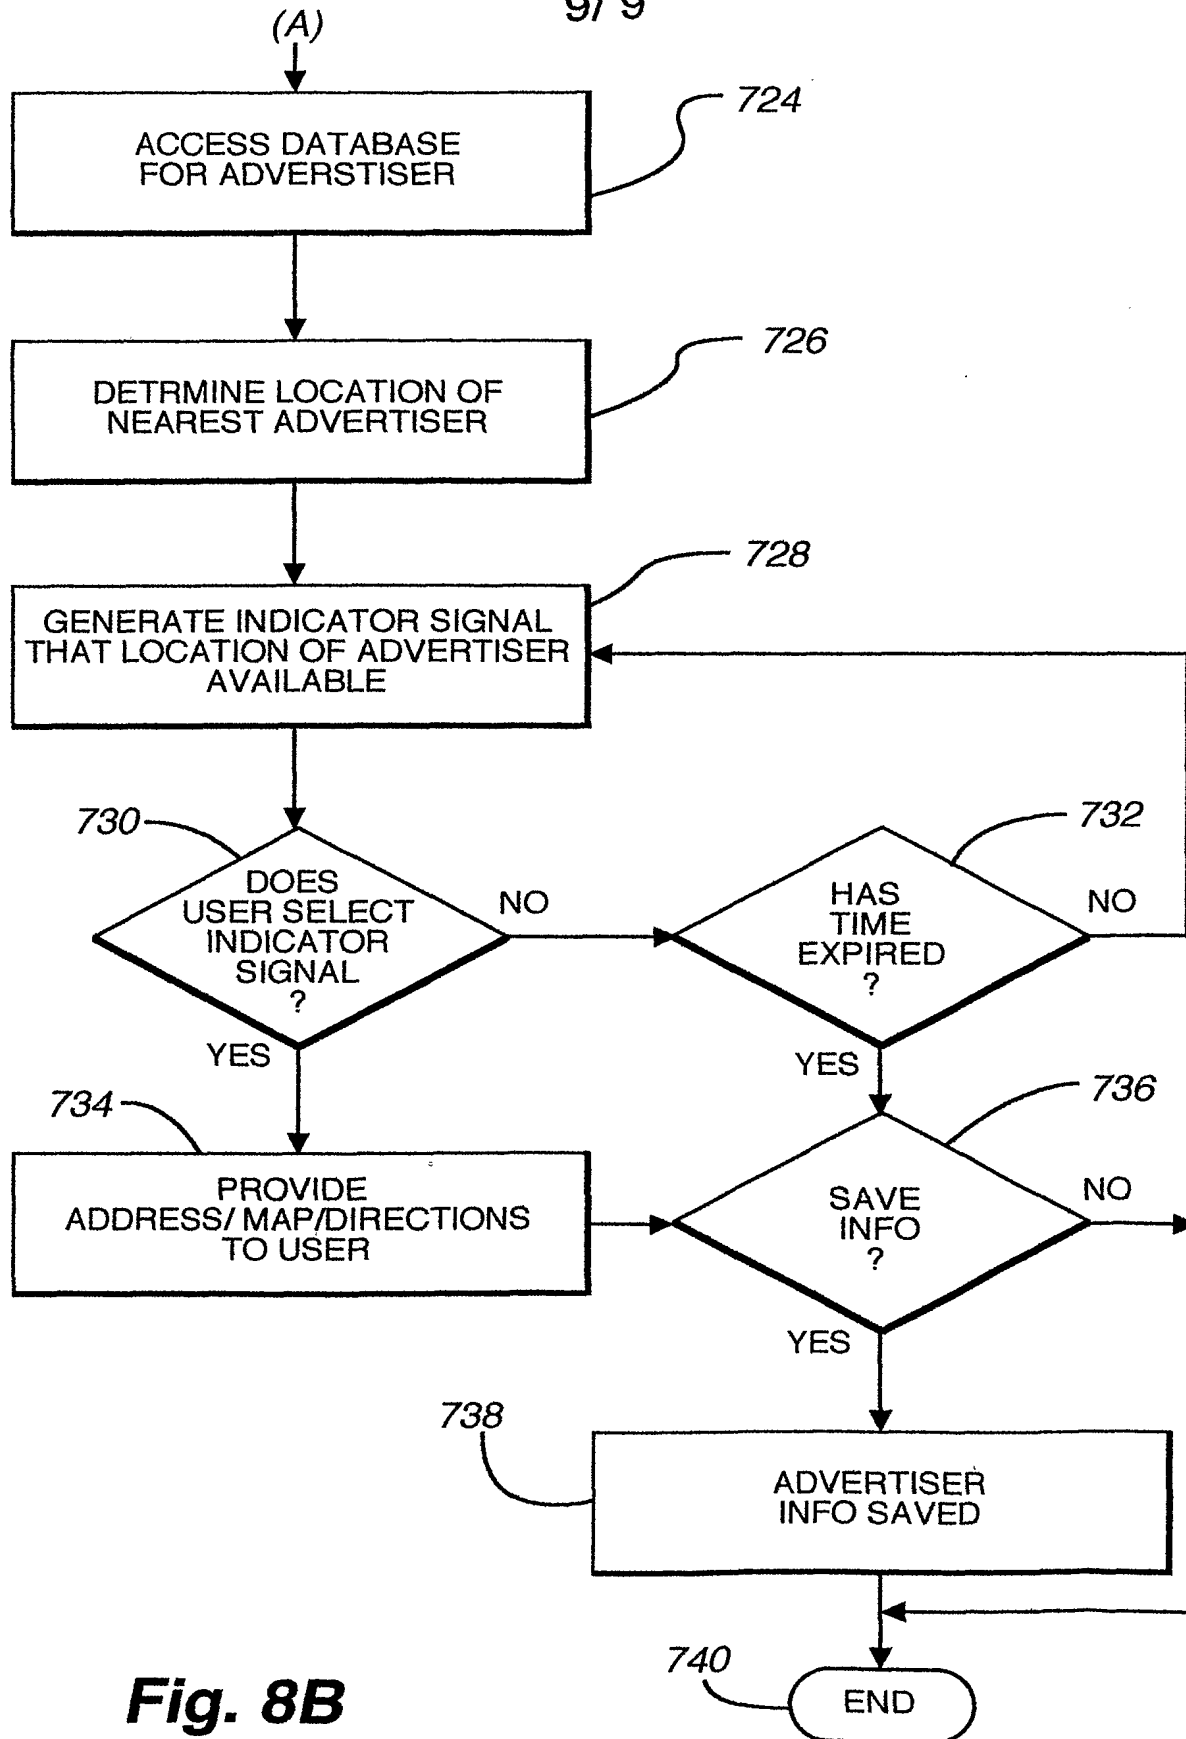 (A)
9/ 9
724
ACCESS DATABASE
FOR ADVERSTISER
726
DETRMINE LOCATION OF
NEAREST ADVERTISER
728
GENERATE INDICATOR SIGNAL
THAT LOCATION OF ADVERTISER
AVAILABLE
730
DOES
USER SELECT
INDICATOR
SIGNAL
?
NO
YES
732
HAS
TIME
EXPIRED
?
NO
YES
734
PROVIDE
ADDRESS/ MAP/DIRECTIONS
TO USER
736
SAVE
INFO
?
NO
YES
738
ADVERTISER
INFO SAVED
740
END
Fig. 8B